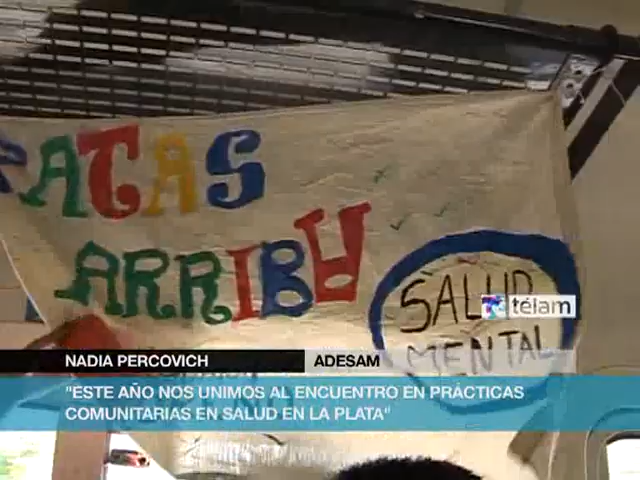 PATAS
ARRIBA
SALUD
MENTAL
télam
NADIA PERCOVICH ADESAM
"ESTE AÑO NOS UNIMOS AL ENCUENTRO EN PRÁCTICAS
COMUNITARIAS EN SALUD EN LA PLATA"